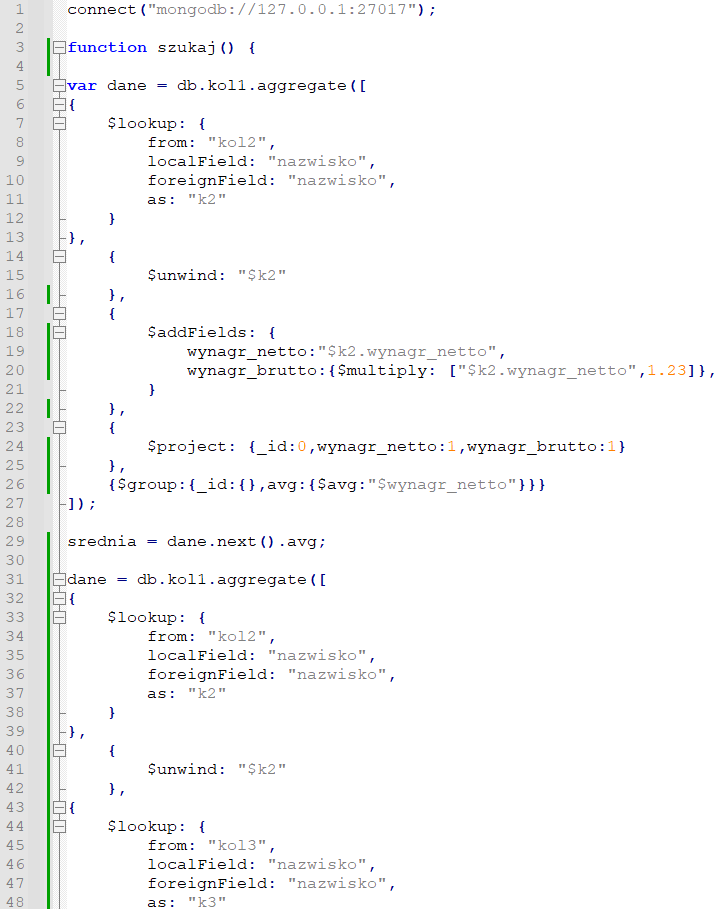 1 connect("mongodb://127.0.0.1:27017");
2
3 function szukaj() {
4
5 var dane = db.kol1.aggregate([
6 {
7     $lookup: {
8         from: "kol2",
9         localField: "nazwisko",
10         foreignField: "nazwisko",
11         as: "k2"
12     }
13 },
14     {
15         $unwind: "$k2"
16     },
17     {
18         $addFields: {
19             wynagr_netto:"$k2.wynagr_netto",
20             wynagr_brutto:{$multiply: ["$k2.wynagr_netto",1.23]},
21         }
22     },
23     {
24         $project: {_id:0,wynagr_netto:1,wynagr_brutto:1}
25     },
26     {$group:{_id:{},avg:{$avg:"$wynagr_netto"}}}
27 ]);
28
29 srednia = dane.next().avg;
30
31 dane = db.kol1.aggregate([
32 {
33     $lookup: {
34         from: "kol2",
35         localField: "nazwisko",
36         foreignField: "nazwisko",
37         as: "k2"
38     }
39 },
40     {
41         $unwind: "$k2"
42     },
43 {
44     $lookup: {
45         from: "kol3",
46         localField: "nazwisko",
47         foreignField: "nazwisko",
48         as: "k3"